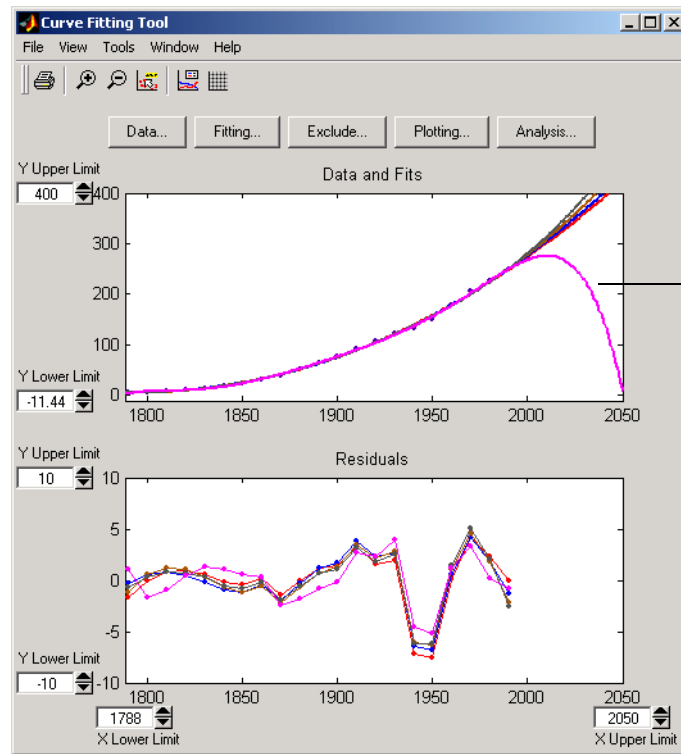 Curve Fitting Tool
File View Tools Window Help
Data... Fitting... Exclude... Plotting... Analysis...
Y Upper Limit
400
Data and Fits
400
300
200
100
0
Y Lower Limit
-11.44
1800 1850 1900 1950 2000 2050
Y Upper Limit
10
Residuals
10
5
0
-5
-10
Y Lower Limit
-10
1800 1850 1900 1950 2000 2050
1788 2050
X Lower Limit X Upper Limit